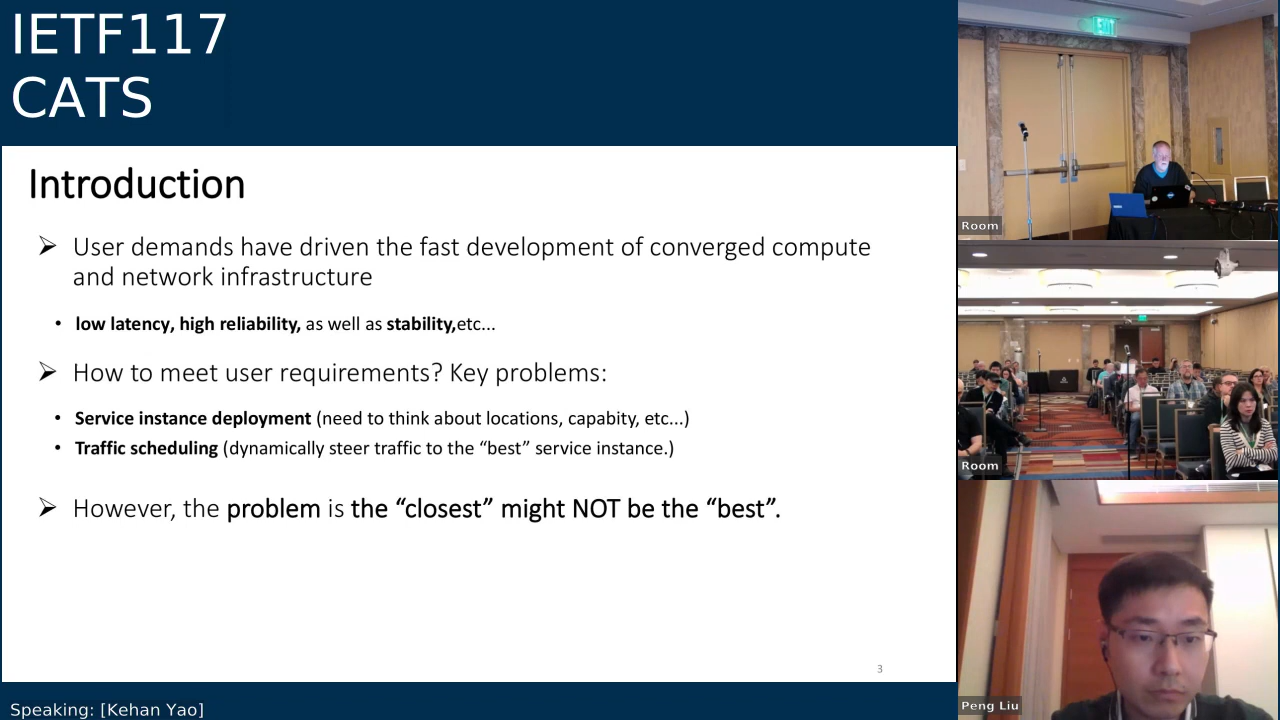 IETF117
CATS
Introduction
➢ User demands have driven the fast development of converged compute
and network infrastructure
• low latency, high reliability, as well as stability,etc...
➢ How to meet user requirements? Key problems:
• Service instance deployment (need to think about locations, capabity, etc...)
• Traffic scheduling (dynamically steer traffic to the “best” service instance.)
➢ However, the problem is the “closest” might NOT be the “best”.
3
Speaking: [Kehan Yao]
EXIT
Room
Room
Peng Liu